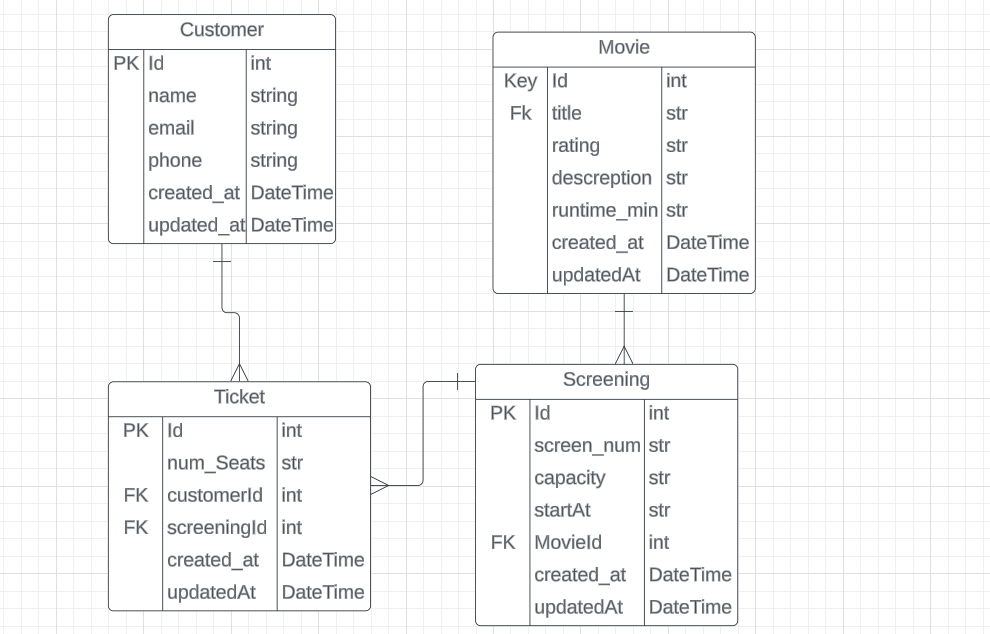 Customer
PK Id int
name string
email string
phone string
created_at DateTime
updated_at DateTime
Movie
Key Id int
Fk title str
rating str
descreption str
runtime_min str
created_at DateTime
updatedAt DateTime
Ticket
PK Id int
num_Seats str
FK customerId int
FK screeningId int
created_at DateTime
updatedAt DateTime
Screening
PK Id int
screen_num str
capacity str
startAt str
FK MovieId int
created_at DateTime
updatedAt DateTime